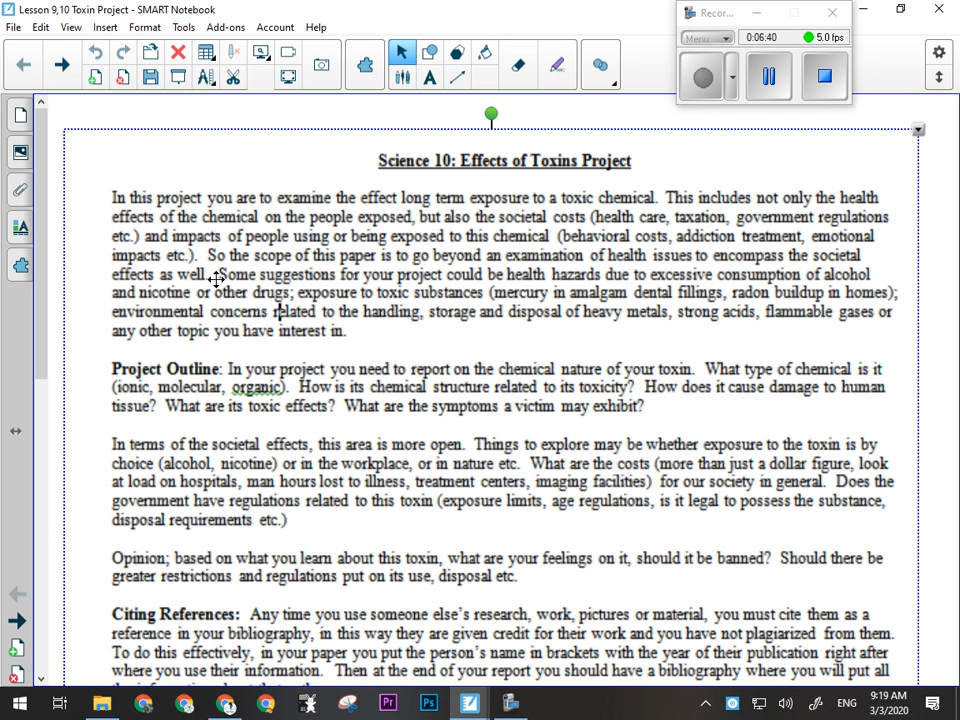 Lesson 9,10 Toxin Project - SMART Notebook
Recor...
File Edit View Insert Format Tools Add-ons Account Help
Menu 0:06:40 5.0 fps
Science 10: Effects of Toxins Project
In this project you are to examine the effect long term exposure to a toxic chemical. This includes not only the health
effects of the chemical on the people exposed, but also the societal costs (health care, taxation, government regulations
etc.) and impacts of people using or being exposed to this chemical (behavioral costs, addiction treatment, emotional
impacts etc.). So the scope of this paper is to go beyond an examination of health issues to encompass the societal
effects as well. Some suggestions for your project could be health hazards due to excessive consumption of alcohol
and nicotine or other drugs; exposure to toxic substances (mercury in amalgam dental fillings, radon buildup in homes);
environmental concerns related to the handling, storage and disposal of heavy metals, strong acids, flammable gases or
any other topic you have interest in.
Project Outline: In your project you need to report on the chemical nature of your toxin. What type of chemical is it
(ionic, molecular, organic). How is its chemical structure related to its toxicity? How does it cause damage to human
tissue? What are its toxic effects? What are the symptoms a victim may exhibit?
In terms of the societal effects, this area is more open. Things to explore may be whether exposure to the toxin is by
choice (alcohol, nicotine) or in the workplace, or in nature etc. What are the costs (more than just a dollar figure, look
at load on hospitals, man hours lost to illness, treatment centers, imaging facilities) for our society in general. Does the
government have regulations related to this toxin (exposure limits, age regulations, is it legal to possess the substance,
disposal requirements etc.)
Opinion; based on what you learn about this toxin, what are your feelings on it, should it be banned? Should there be
greater restrictions and regulations put on its use, disposal etc.
Citing References: Any time you use someone else's research, work, pictures or material, you must cite them as a
reference in your bibliography, in this way they are given credit for their work and you have not plagiarized from them.
To do this effectively, in your paper you put the person's name in brackets with the year of their publication right after
where you use their information. Then at the end of your report you should have a bibliography where you will put all
Pr Ps
ENG
9:19 AM
3/3/2020